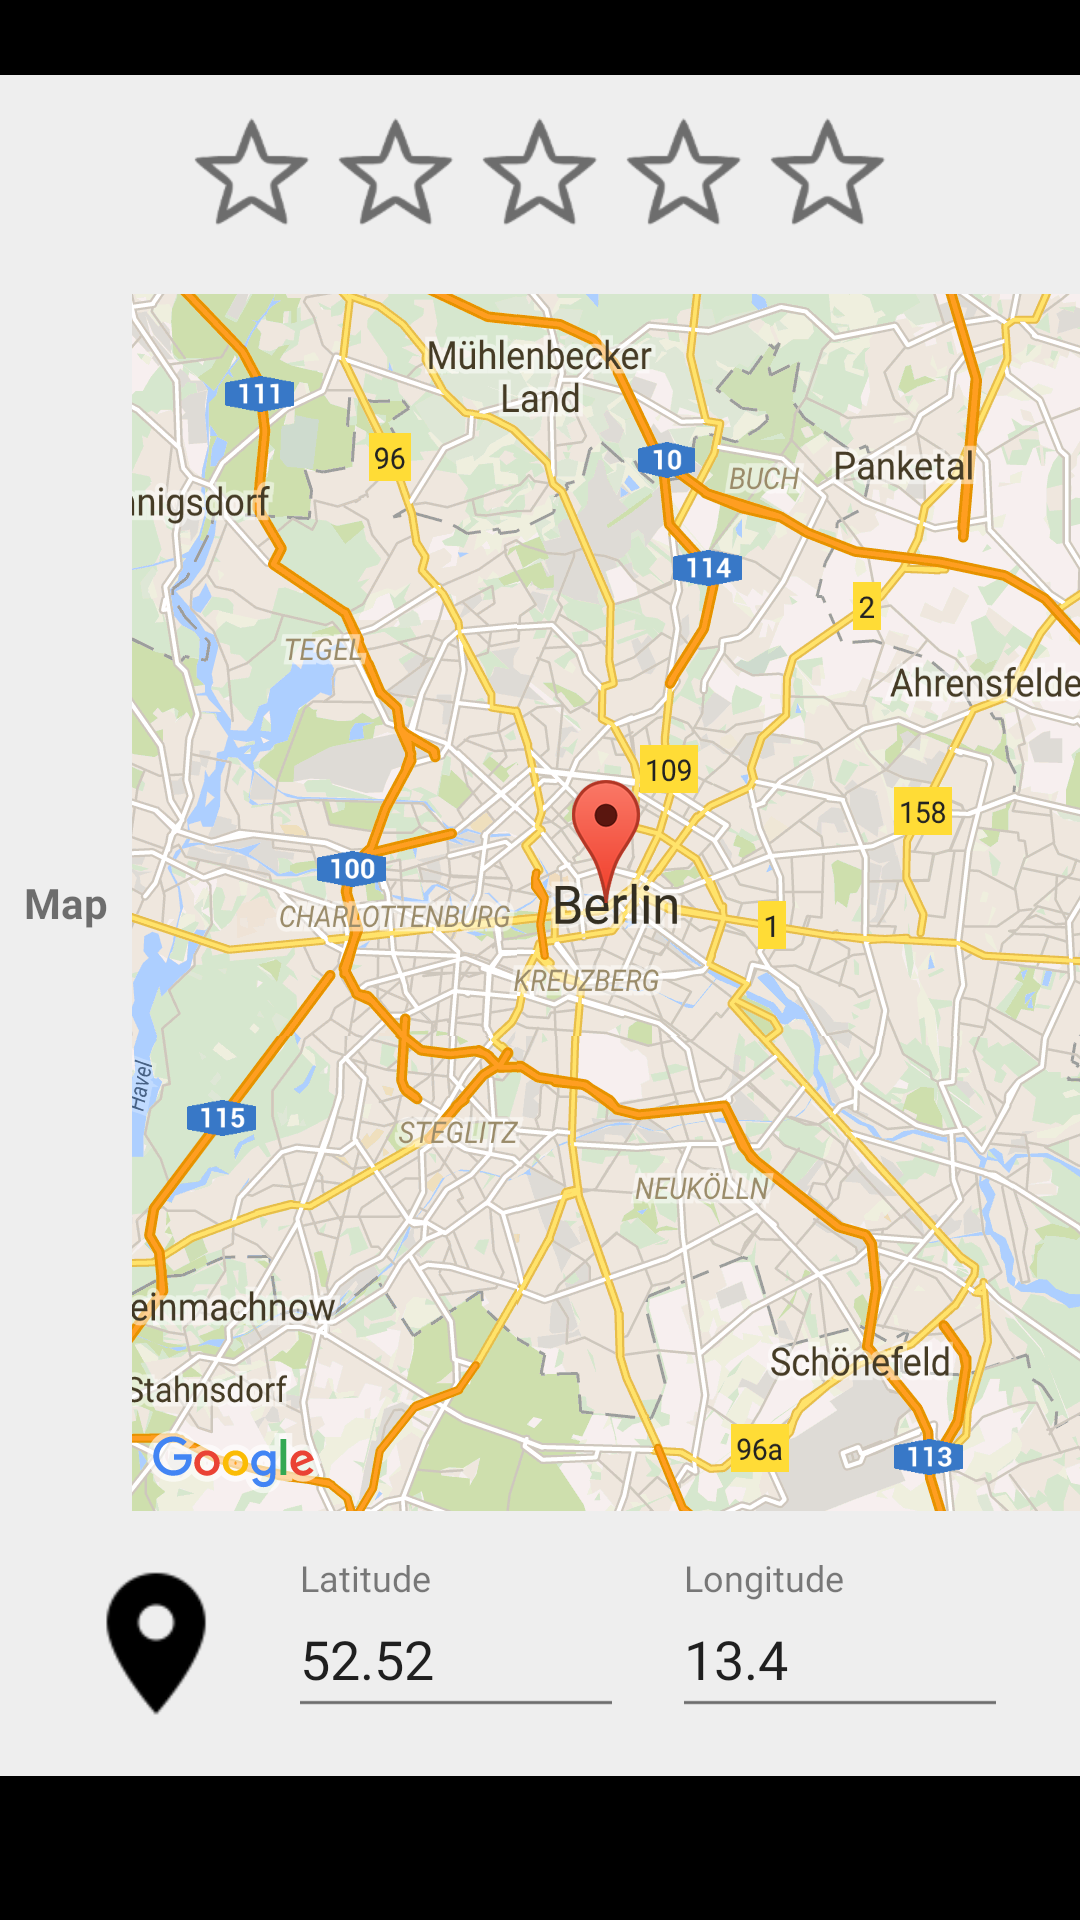 111
Mühlenbecker
Land
96
10
BUCH
Panketal
nigsdorf
114
2
TEGEL
Ahrensfelde
109
158
100
Map
CHARLOTTENBURG
Berlin
1
KREUZBERG
Havel
115
STEGLITZ
NEUKÖLLN
einmachnow
Schönefeld
Stahnsdorf
96a
113
Google
Latitude
Longitude
52.52
13.4